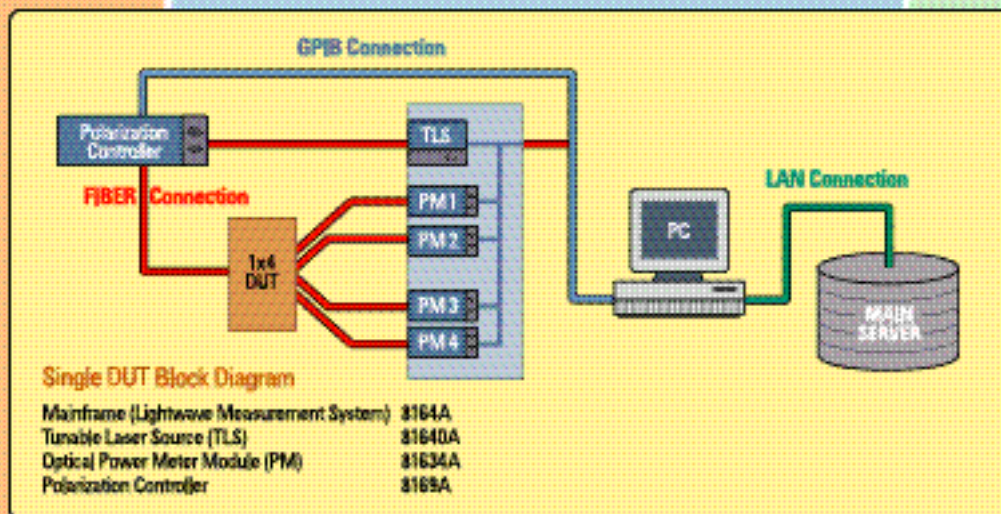 GPIB Connection
Polarization
Controller
TLS
FIBER Connection
PM 1
PM 2
1x4
DUT
PM 3
PM 4
PC
LAN Connection
MAIN
SERVER
Single DUT Block Diagram
Mainframe (Lightwave Measurement System) 8164A
Tunable Laser Source (TLS) 81640A
Optical Power Meter Module (PM) 81634A
Polarization Controller 8169A